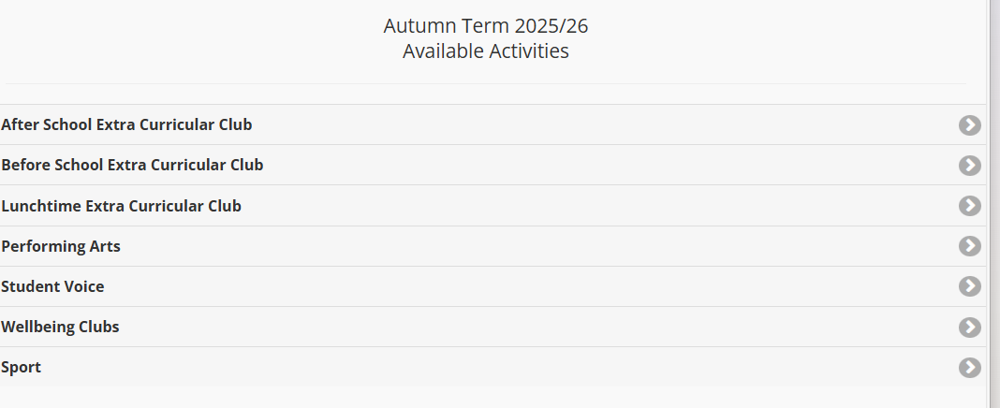 Autumn Term 2025/26
Available Activities
After School Extra Curricular Club
Before School Extra Curricular Club
Lunchtime Extra Curricular Club
Performing Arts
Student Voice
Wellbeing Clubs
Sport